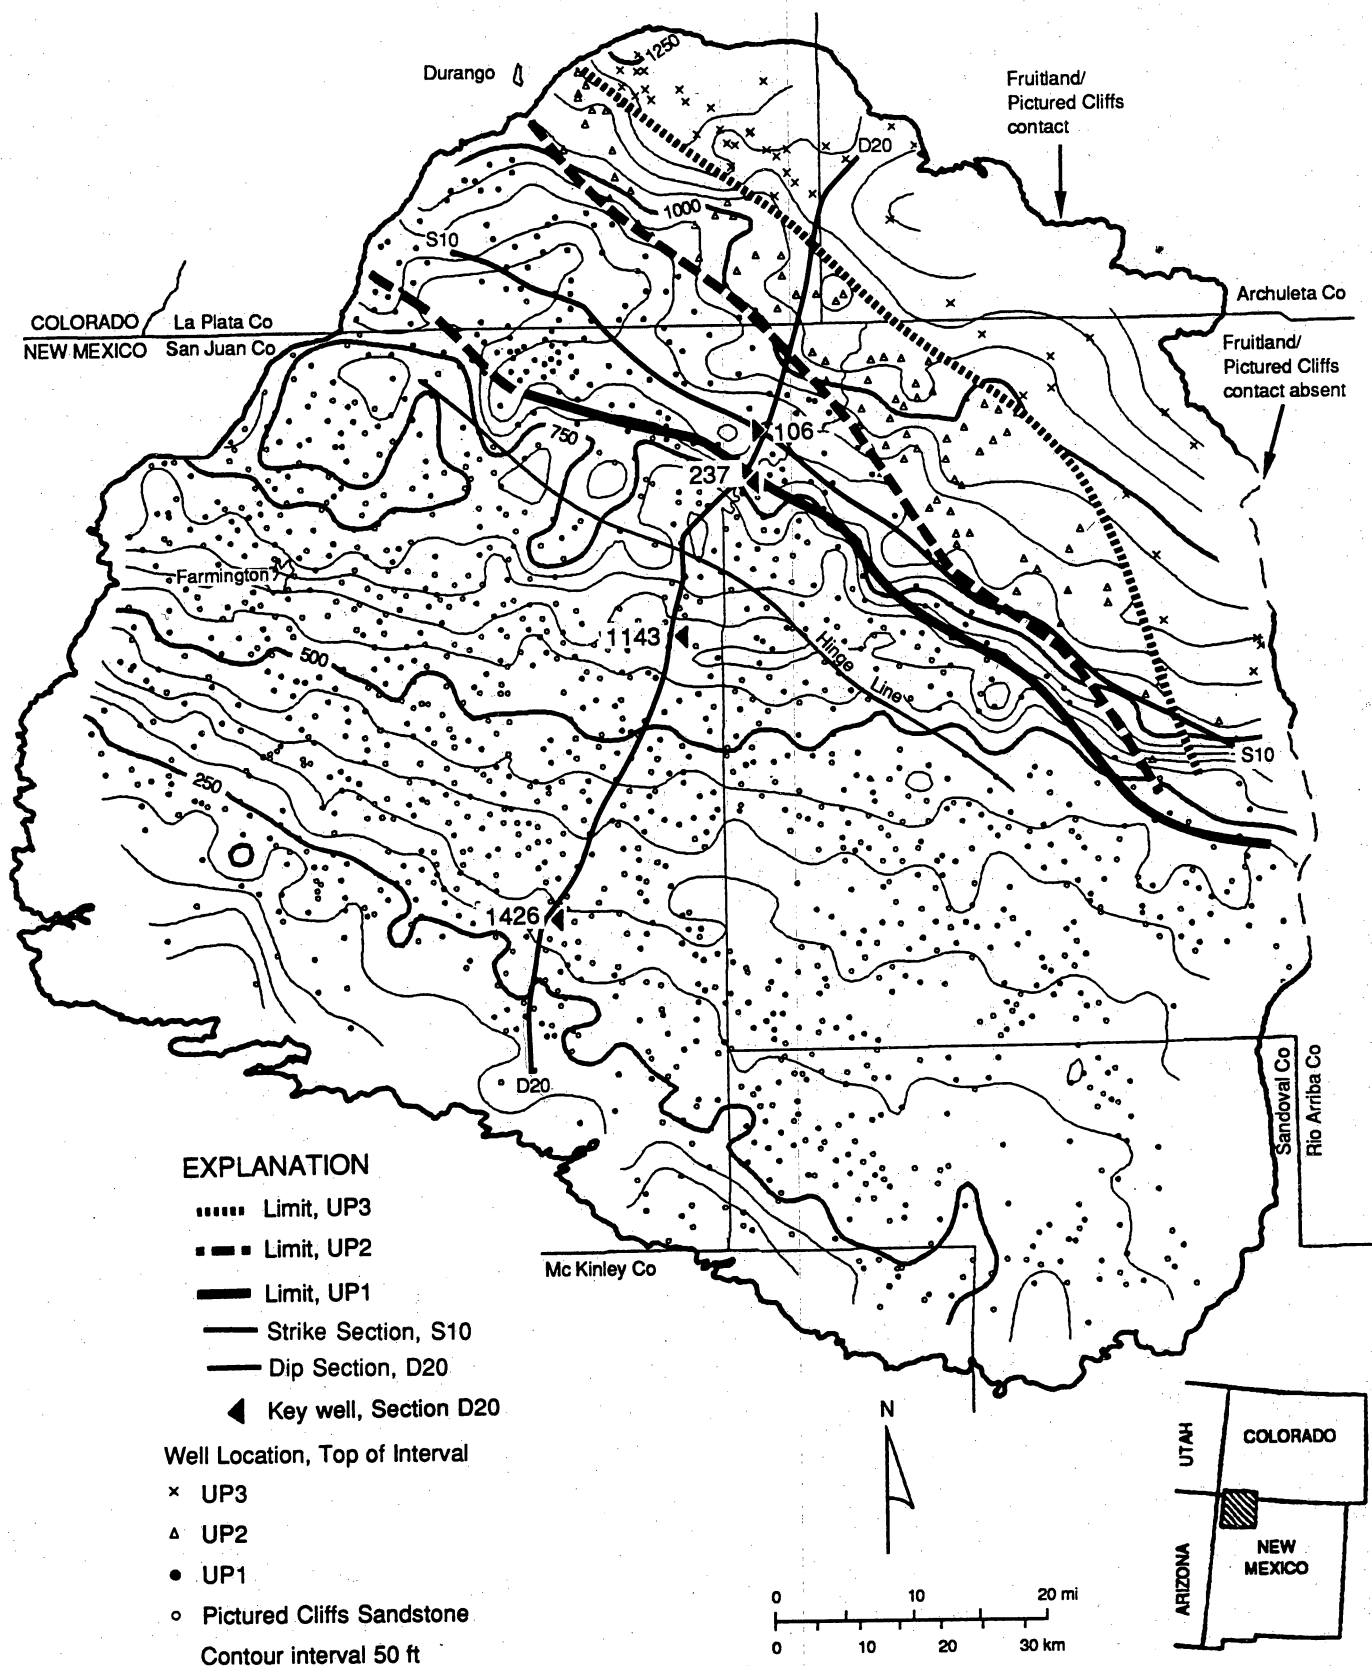 1250
Durango
Fruitland/
Pictured Cliffs
contact
D20
1000
S10
Archuleta Co
COLORADO
La Plata Co
NEW MEXICO
San Juan Co
Fruitland/
Pictured Cliffs
contact absent
750
106
237
Farmington
1143
Hinge
Line
500
S10
250
1426
D20
Sandoval Co
Rio Arriba Co
Mc Kinley Co
EXPLANATION
Limit, UP3
Limit, UP2
Limit, UP1
Strike Section, S10
Dip Section, D20
Key well, Section D20
Well Location, Top of Interval
UP3
UP2
UP1
Pictured Cliffs Sandstone
Contour interval 50 ft
N
0 10 20 mi
0 10 20 30 km
UTAH
COLORADO
ARIZONA
NEW
MEXICO